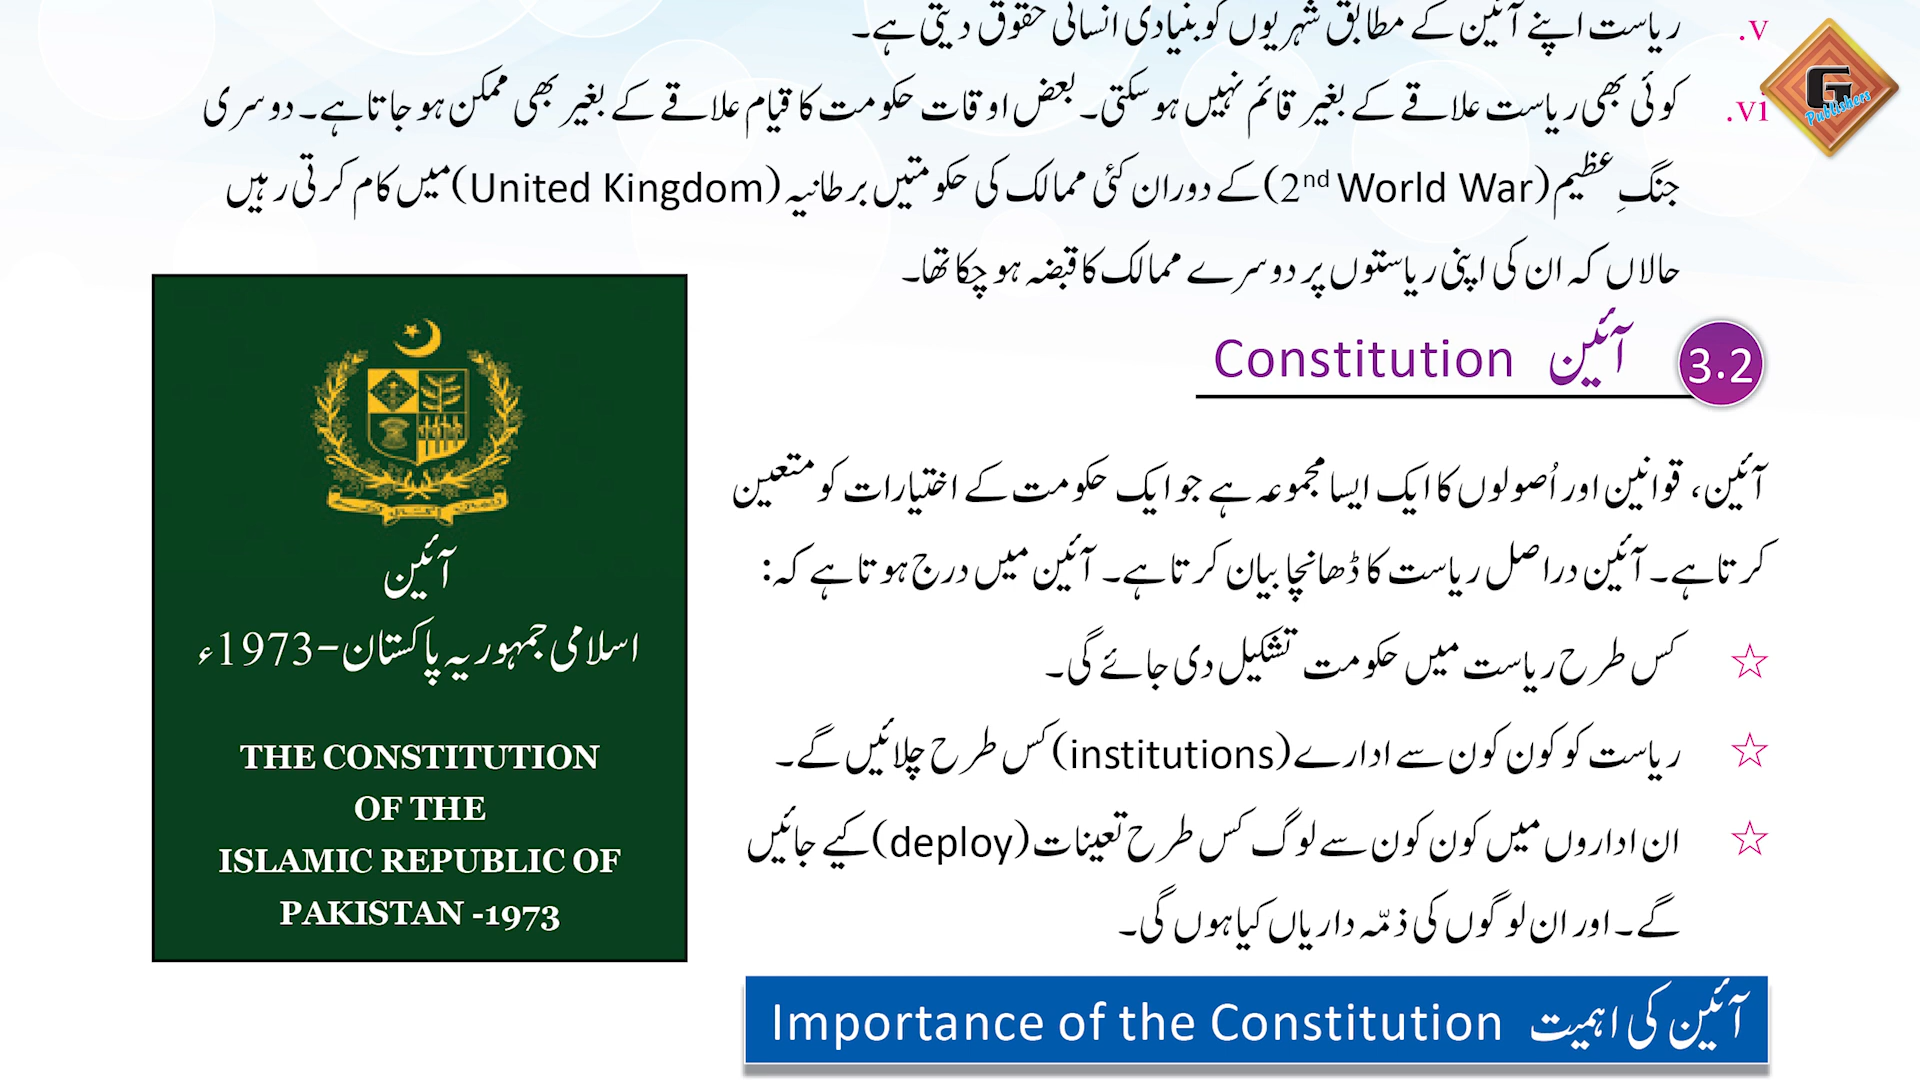 v. ریاست اپنے آئین کے مطابق شہریوں کو بنیادی انسانی حقوق دیتی ہے۔
vi. کوئی بھی ریاست علاقے کے بغیر قائم نہیں ہو سکتی۔ بعض اوقات حکومت کا قیام علاقے کے بغیر بھی ممکن ہو جاتا ہے۔ دوسری
جنگِ عظیم (2nd World War) کے دوران کئی ممالک کی حکومتیں برطانیہ (United Kingdom) میں کام کرتی رہیں
حالاں کہ ان کی اپنی ریاستوں پر دوسرے ممالک کا قبضہ ہو چکا تھا۔
G
Publishers
3.2 آئین Constitution
آئین، قوانین اور اُصولوں کا ایک ایسا مجموعہ ہے جو ایک حکومت کے اختیارات کو متعین
کرتا ہے۔ آئین دراصل ریاست کا ڈھانچا بیان کرتا ہے۔ آئین میں درج ہوتا ہے کہ:
☆ کس طرح ریاست میں حکومت تشکیل دی جائے گی۔
☆ ریاست کو کون کون سے ادارے (institutions) کس طرح چلائیں گے۔
☆ ان اداروں میں کون کون سے لوگ کس طرح تعینات (deploy) کیے جائیں
گے۔ اور ان لوگوں کی ذمّہ داریاں کیا ہوں گی۔
آئین
اسلامی جمہوریہ پاکستان-1973ء
THE CONSTITUTION
OF THE
ISLAMIC REPUBLIC OF
PAKISTAN -1973
آئین کی اہمیت Importance of the Constitution